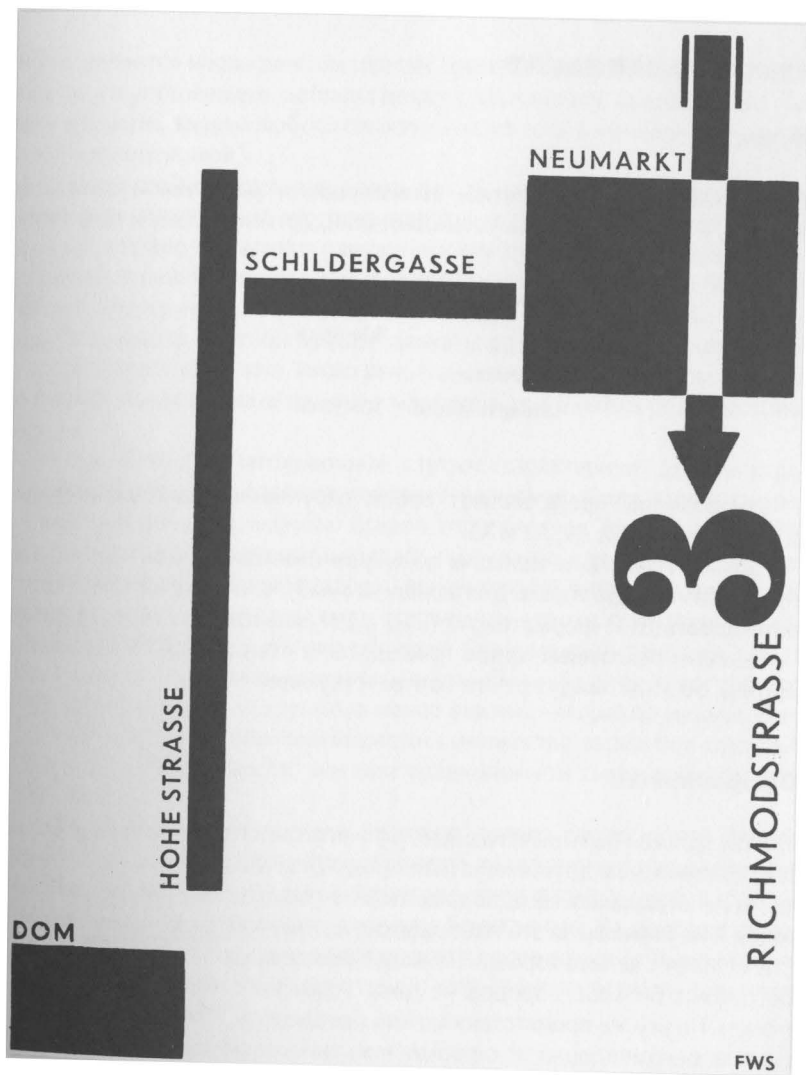 NEUMARKT
SCHILDERGASSE
3
RICHMODSTRASSE
HOHE STRASSE
DOM
FWS